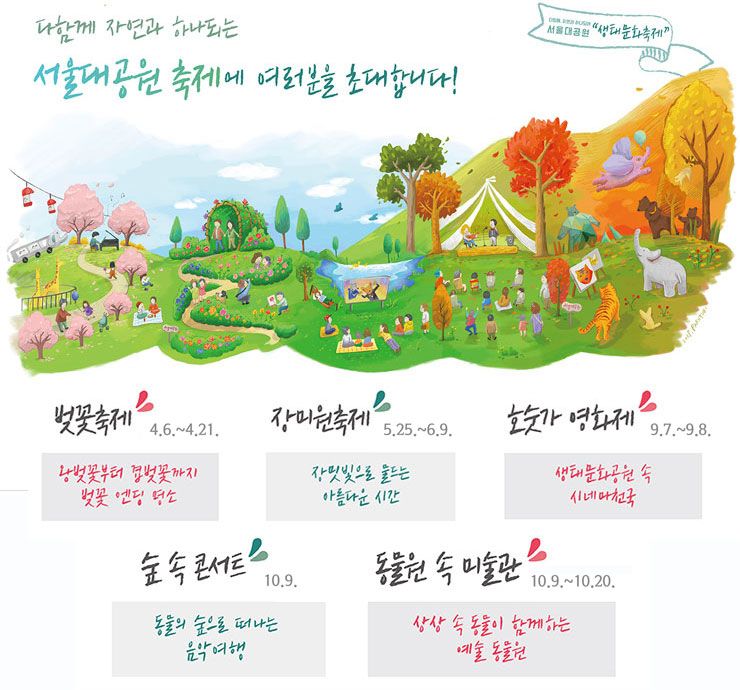 다함께 자연과 하나되는
서울대공원 축제에 여러분을 초대합니다!
다함께, 자연과 하나되는
서울대공원 "생태문화축제"
벚꽃축제 4.6.~4.21.
왕벚꽃부터 겹벚꽃까지
벚꽃 엔딩 명소
장미원축제 5.25.~6.9.
장밋빛으로 물드는
아름다운 시간
호숫가 영화제 9.7.~9.8.
생태문화공원 속
시네마천국
숲 속 콘서트 10.9.
동물의 숲으로 떠나는
음악여행
동물원 속 미술관 10.9.~10.20.
상상 속 동물이 함께하는
예술 동물원